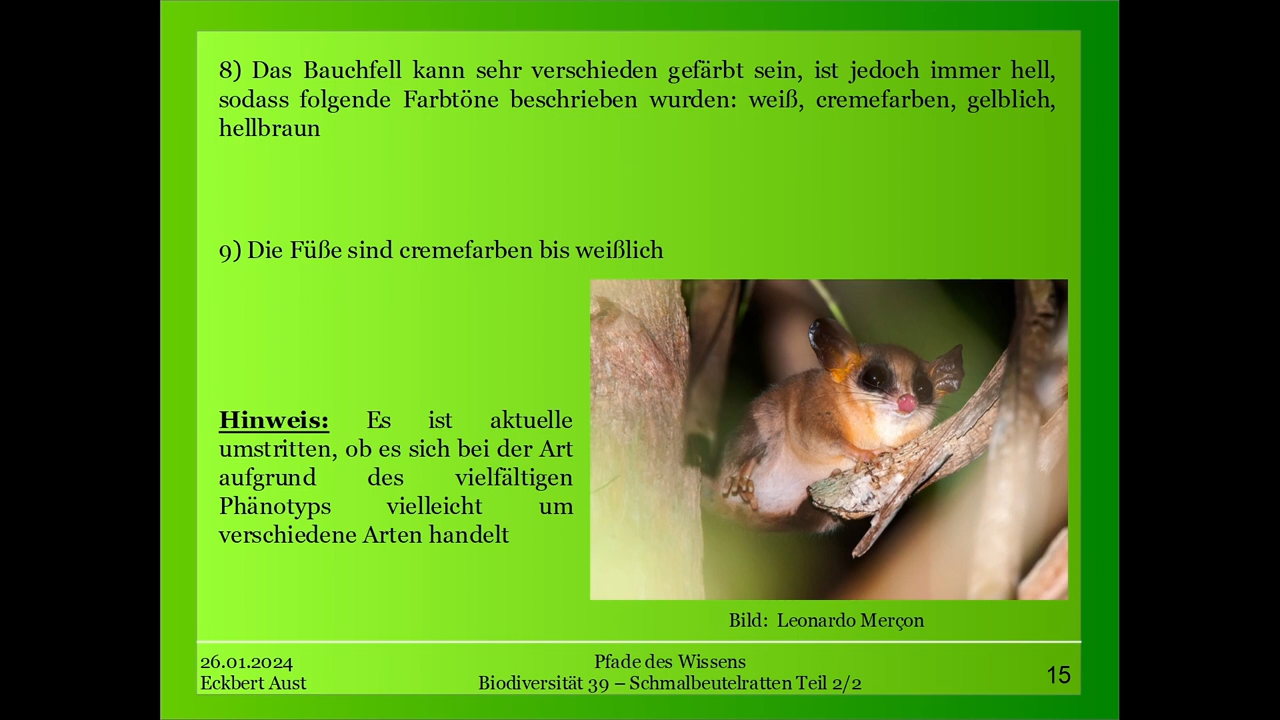 8) Das Bauchfell kann sehr verschieden gefärbt sein, ist jedoch immer hell,
sodass folgende Farbtöne beschrieben wurden: weiß, cremefarben, gelblich,
hellbraun
9) Die Füße sind cremefarben bis weißlich
Hinweis: Es ist aktuelle
umstritten, ob es sich bei der Art
aufgrund des vielfältigen
Phänotyps vielleicht um
verschiedene Arten handelt
Bild: Leonardo Merçon
26.01.2024
Eckbert Aust
Pfade des Wissens
Biodiversität 39 – Schmalbeutelratten Teil 2/2
15